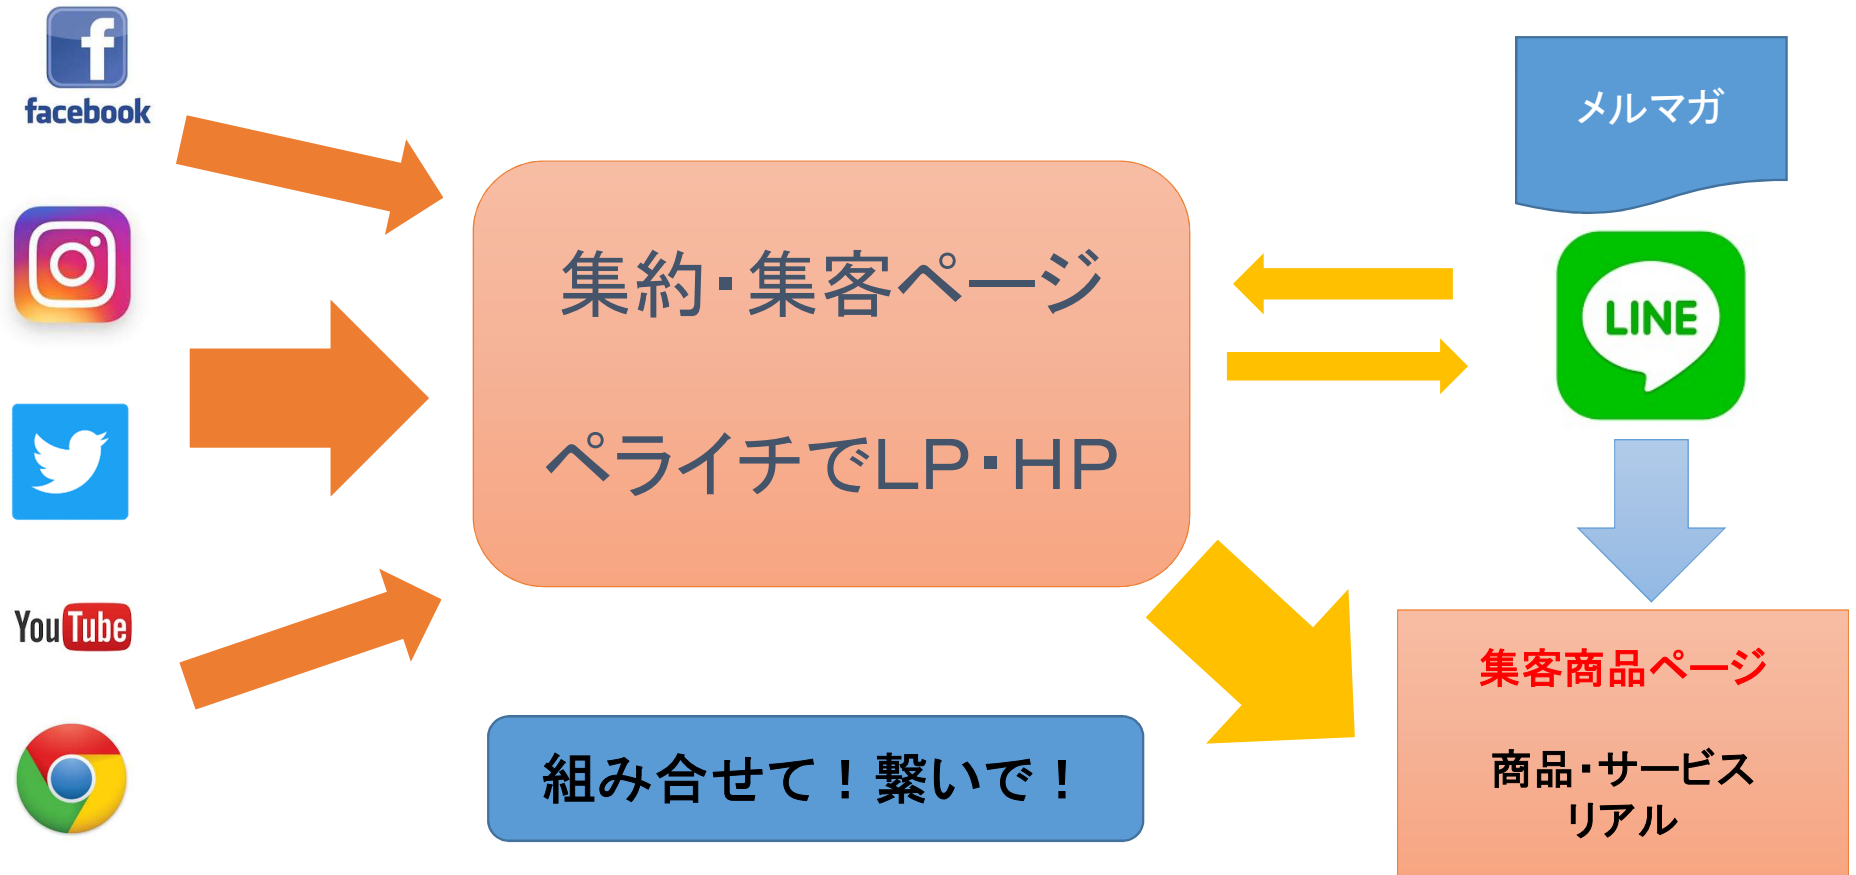 facebook
YouTube
集約・集客ページ
ペライチでLP・HP
組み合せて！繋いで！
メルマガ
LINE
集客商品ページ
商品・サービス
リアル